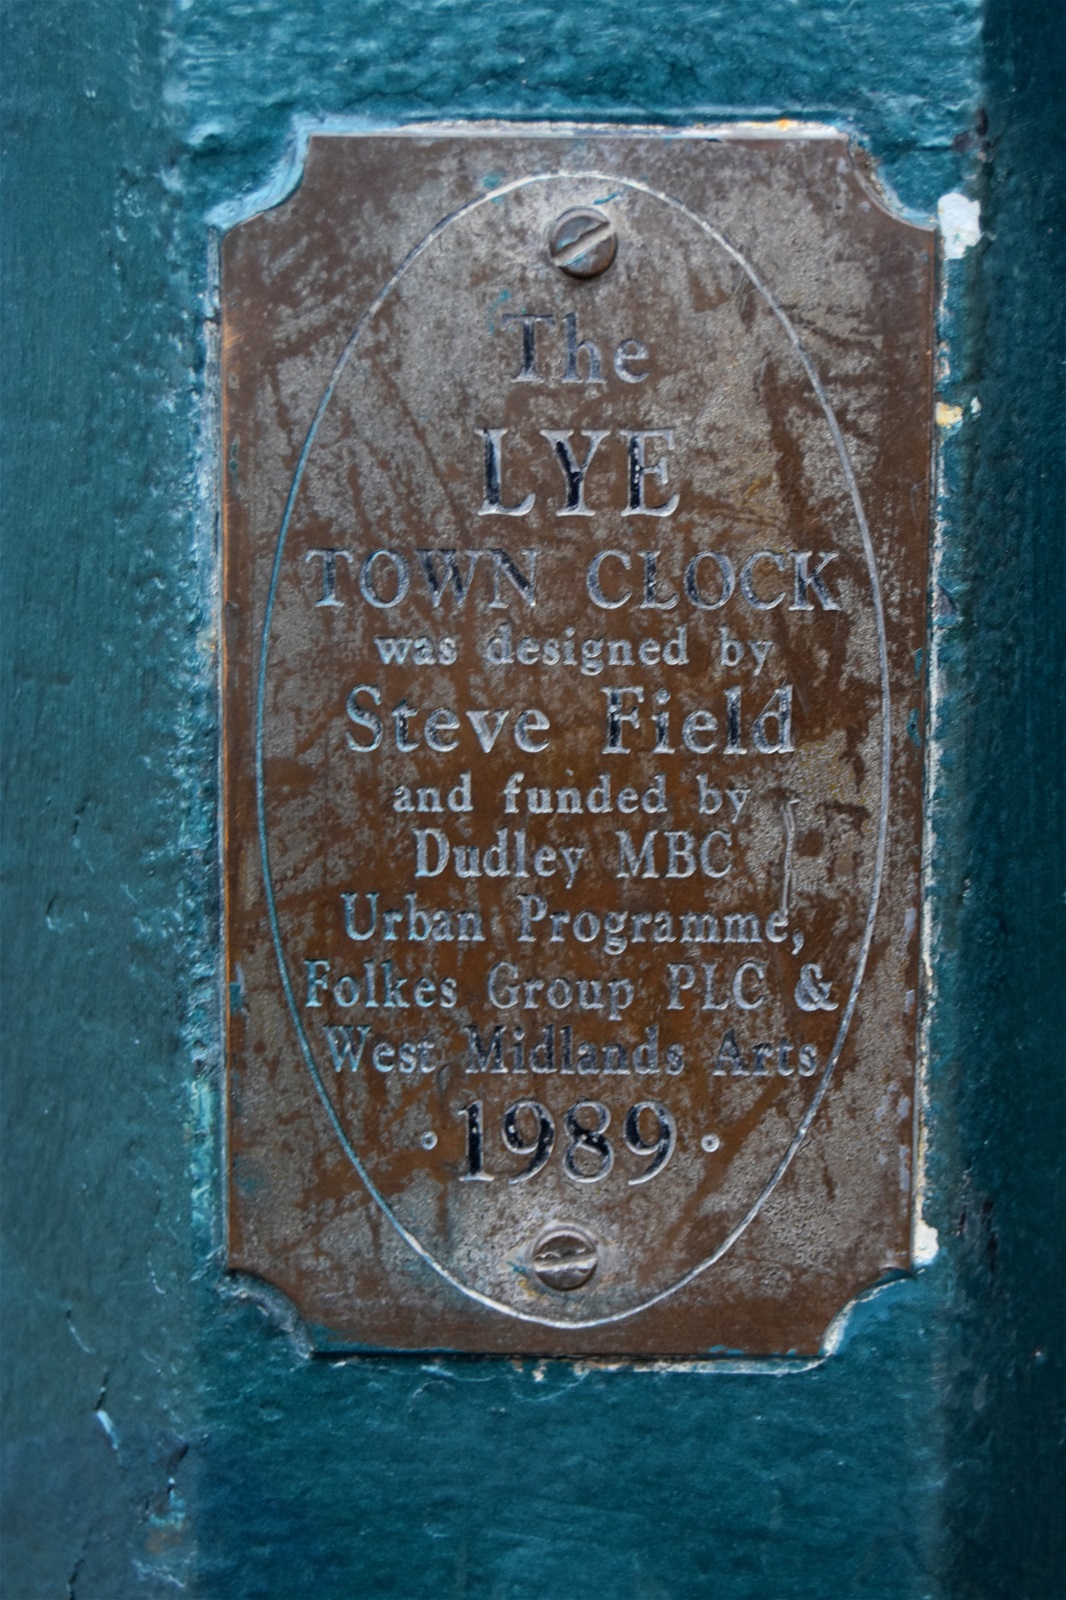 The
LYE
TOWN CLOCK
was designed by
Steve Field
and funded by
Dudley MBC
Urban Programme,
Folkes Group PLC &
West Midlands Arts
· 1989 ·